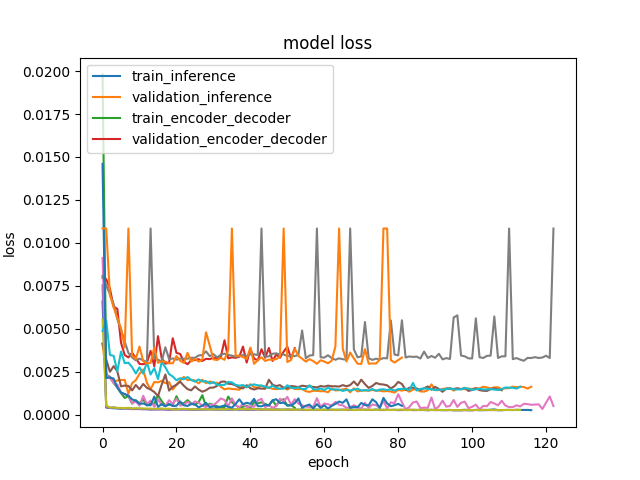 model loss
train_inference
validation_inference
train_encoder_decoder
validation_encoder_decoder
0.0200
0.0175
0.0150
0.0125
0.0100
0.0075
0.0050
0.0025
0.0000
loss
0 20 40 60 80 100 120
epoch